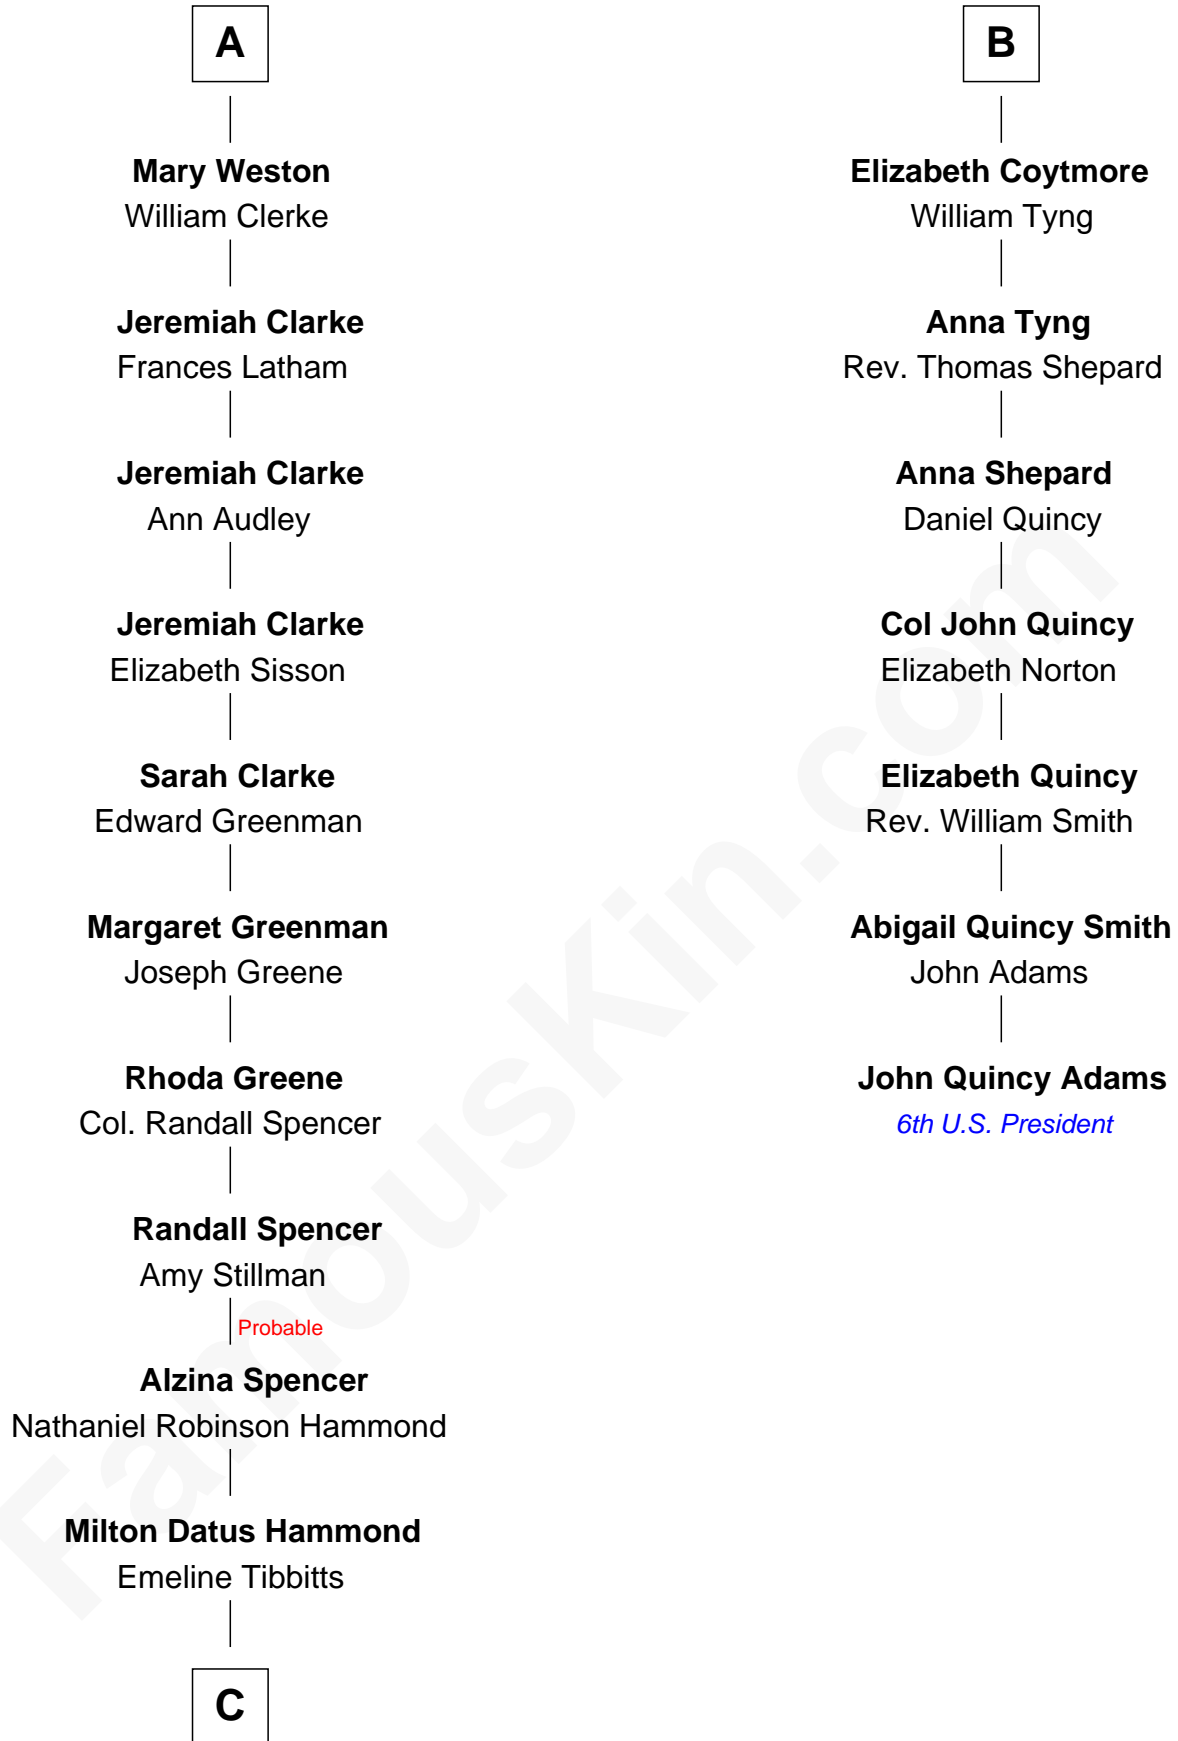 A
Mary Weston
William Clerke
Jeremiah Clarke
Frances Latham
Jeremiah Clarke
Ann Audley
Jeremiah Clarke
Elizabeth Sisson
Sarah Clarke
Edward Greenman
Margaret Greenman
Joseph Greene
Rhoda Greene
Col. Randall Spencer
Randall Spencer
Amy Stillman
Probable
Alzina Spencer
Nathaniel Robinson Hammond
Milton Datus Hammond
Emeline Tibbitts
C
B
Elizabeth Coytmore
William Tyng
Anna Tyng
Rev. Thomas Shepard
Anna Shepard
Daniel Quincy
Col John Quincy
Elizabeth Norton
Elizabeth Quincy
Rev. William Smith
Abigail Quincy Smith
John Adams
John Quincy Adams
6th U.S. President
FamousKin.com